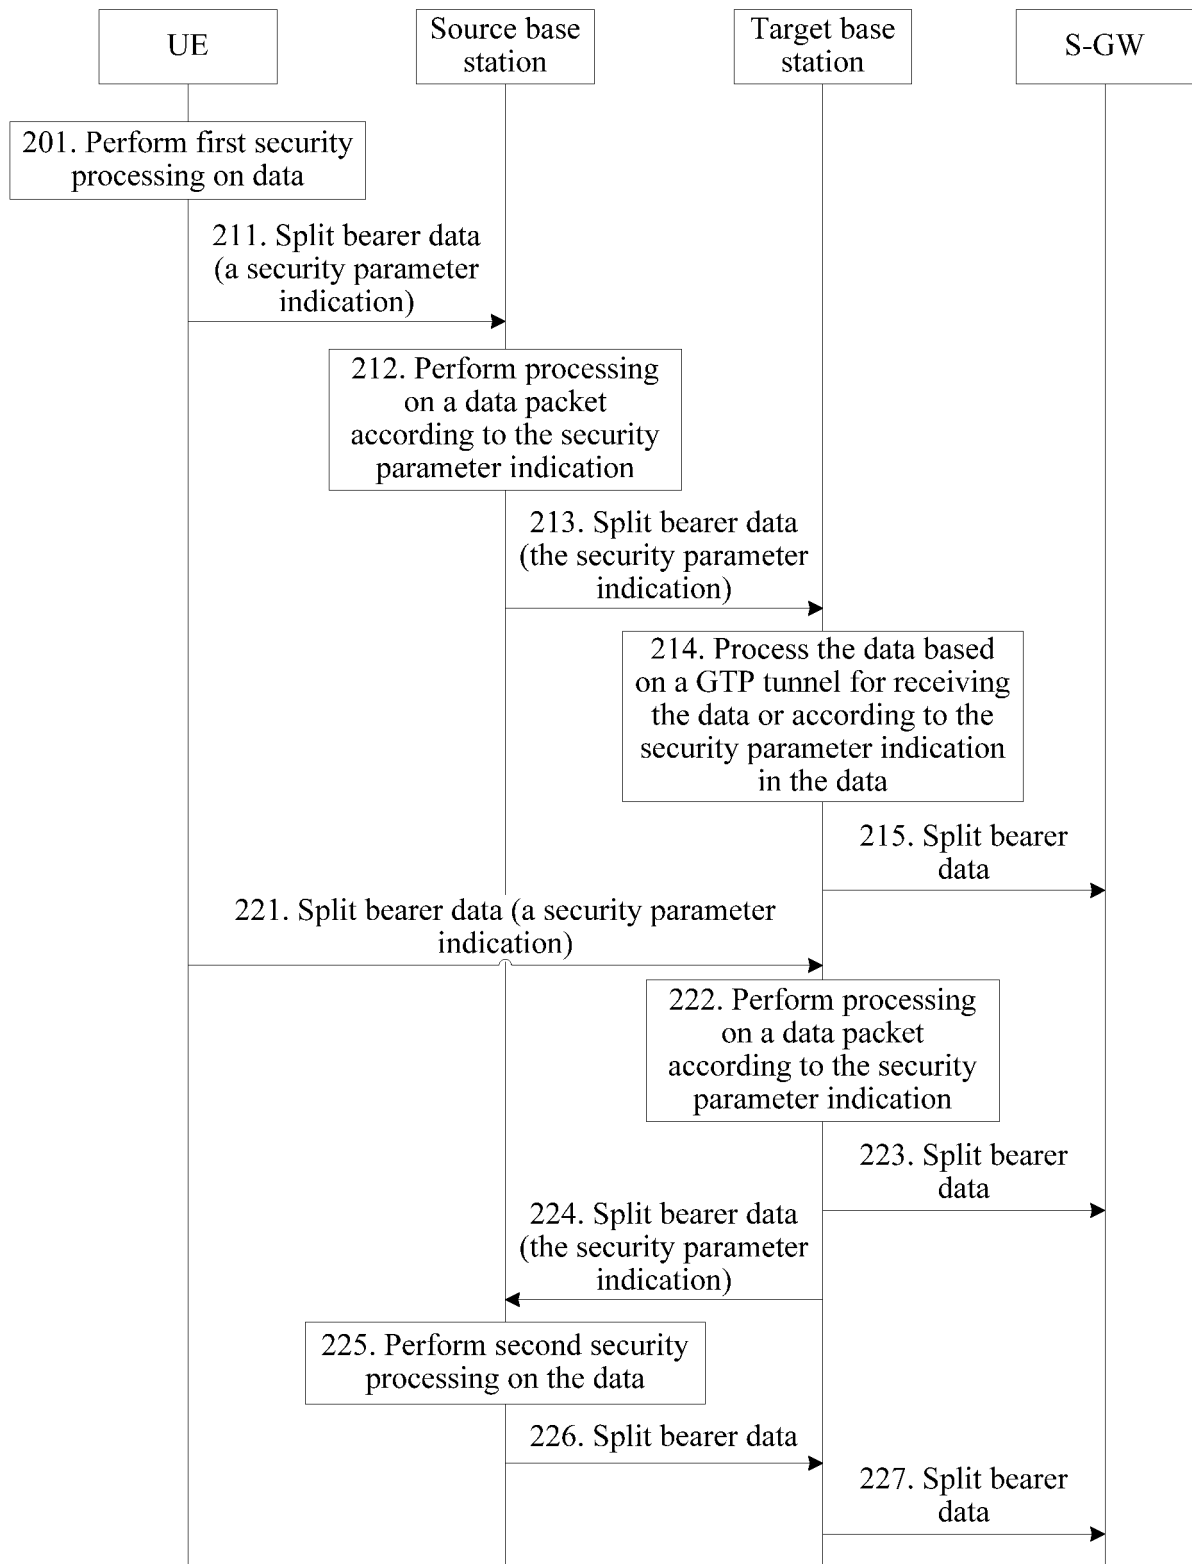 UE
Source base
station
Target base
station
S-GW
201. Perform first security
processing on data
211. Split bearer data
(a security parameter
indication)
212. Perform processing
on a data packet
according to the security
parameter indication
213. Split bearer data
(the security parameter
indication)
214. Process the data based
on a GTP tunnel for receiving
the data or according to the
security parameter indication
in the data
215. Split bearer
data
221. Split bearer data (a security parameter
indication)
222. Perform processing
on a data packet
according to the security
parameter indication
223. Split bearer
data
224. Split bearer data
(the security parameter
indication)
225. Perform second security
processing on the data
226. Split bearer data
227. Split bearer
data